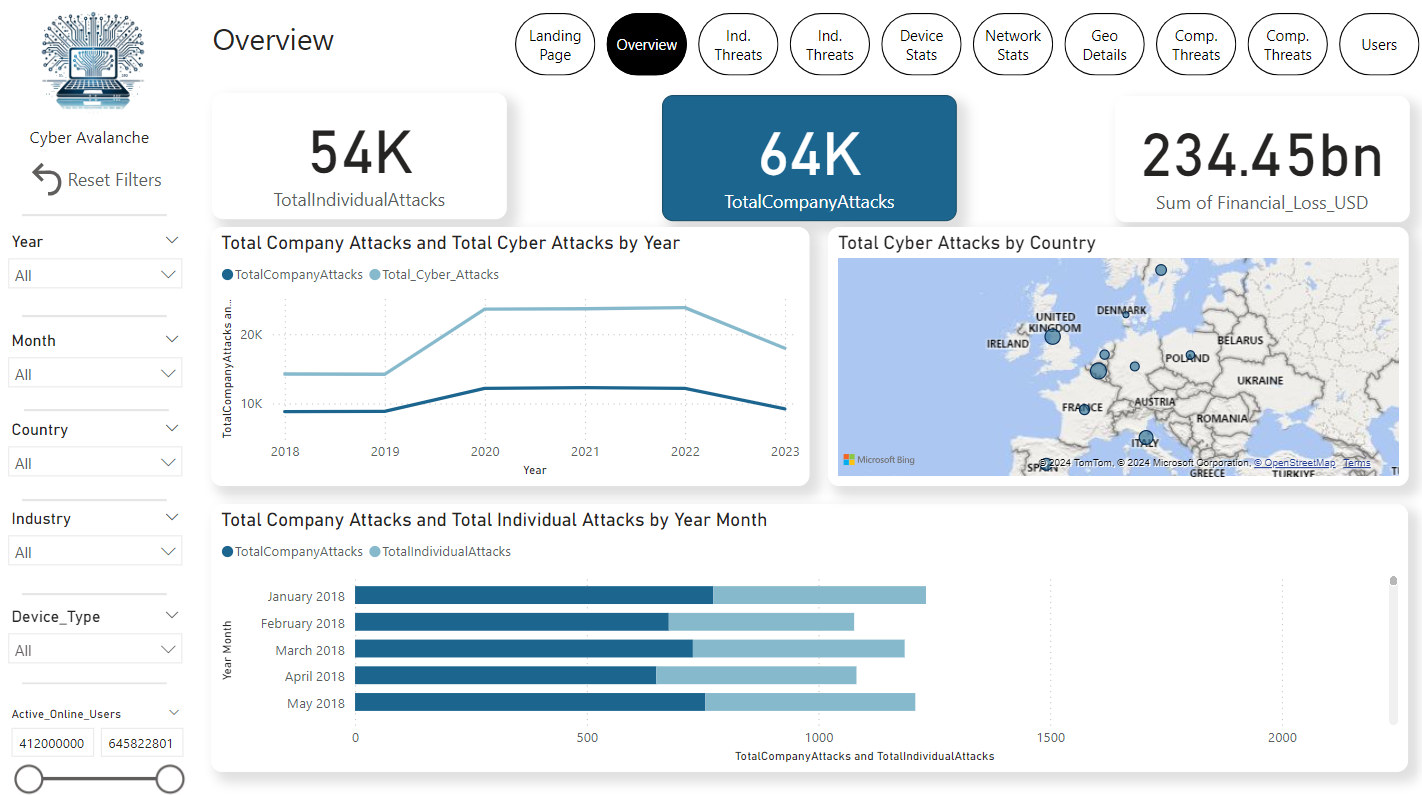 Overview
Landing
Page
Overview
Ind.
Threats
Ind.
Threats
Device
Stats
Network
Stats
Geo
Details
Comp.
Threats
Comp.
Threats
Users
Cyber Avalanche
Reset Filters
Year
All
Month
All
Country
All
Industry
All
Device_Type
All
Active_Online_Users
412000000 645822801
54K
TotalIndividualAttacks
64K
TotalCompanyAttacks
234.45bn
Sum of Financial_Loss_USD
Total Company Attacks and Total Cyber Attacks by Year
TotalCompanyAttacks Total_Cyber_Attacks
TotalCompanyAttacks an...
20K
10K
2018 2019 2020 2021 2022 2023
Year
Total Cyber Attacks by Country
DENMARK
UNITED
KINGDOM
IRELAND
BELARUS
POLAND
UKRAINE
FRANCE
AUSTRIA
ROMANIA
ITALY
SPAIN
GREECE
TÜRKIYE
Microsoft Bing
© 2024 TomTom, © 2024 Microsoft Corporation, © OpenStreetMap Terms
Total Company Attacks and Total Individual Attacks by Year Month
TotalCompanyAttacks TotalIndividualAttacks
Year Month
January 2018
February 2018
March 2018
April 2018
May 2018
0 500 1000 1500 2000
TotalCompanyAttacks and TotalIndividualAttacks